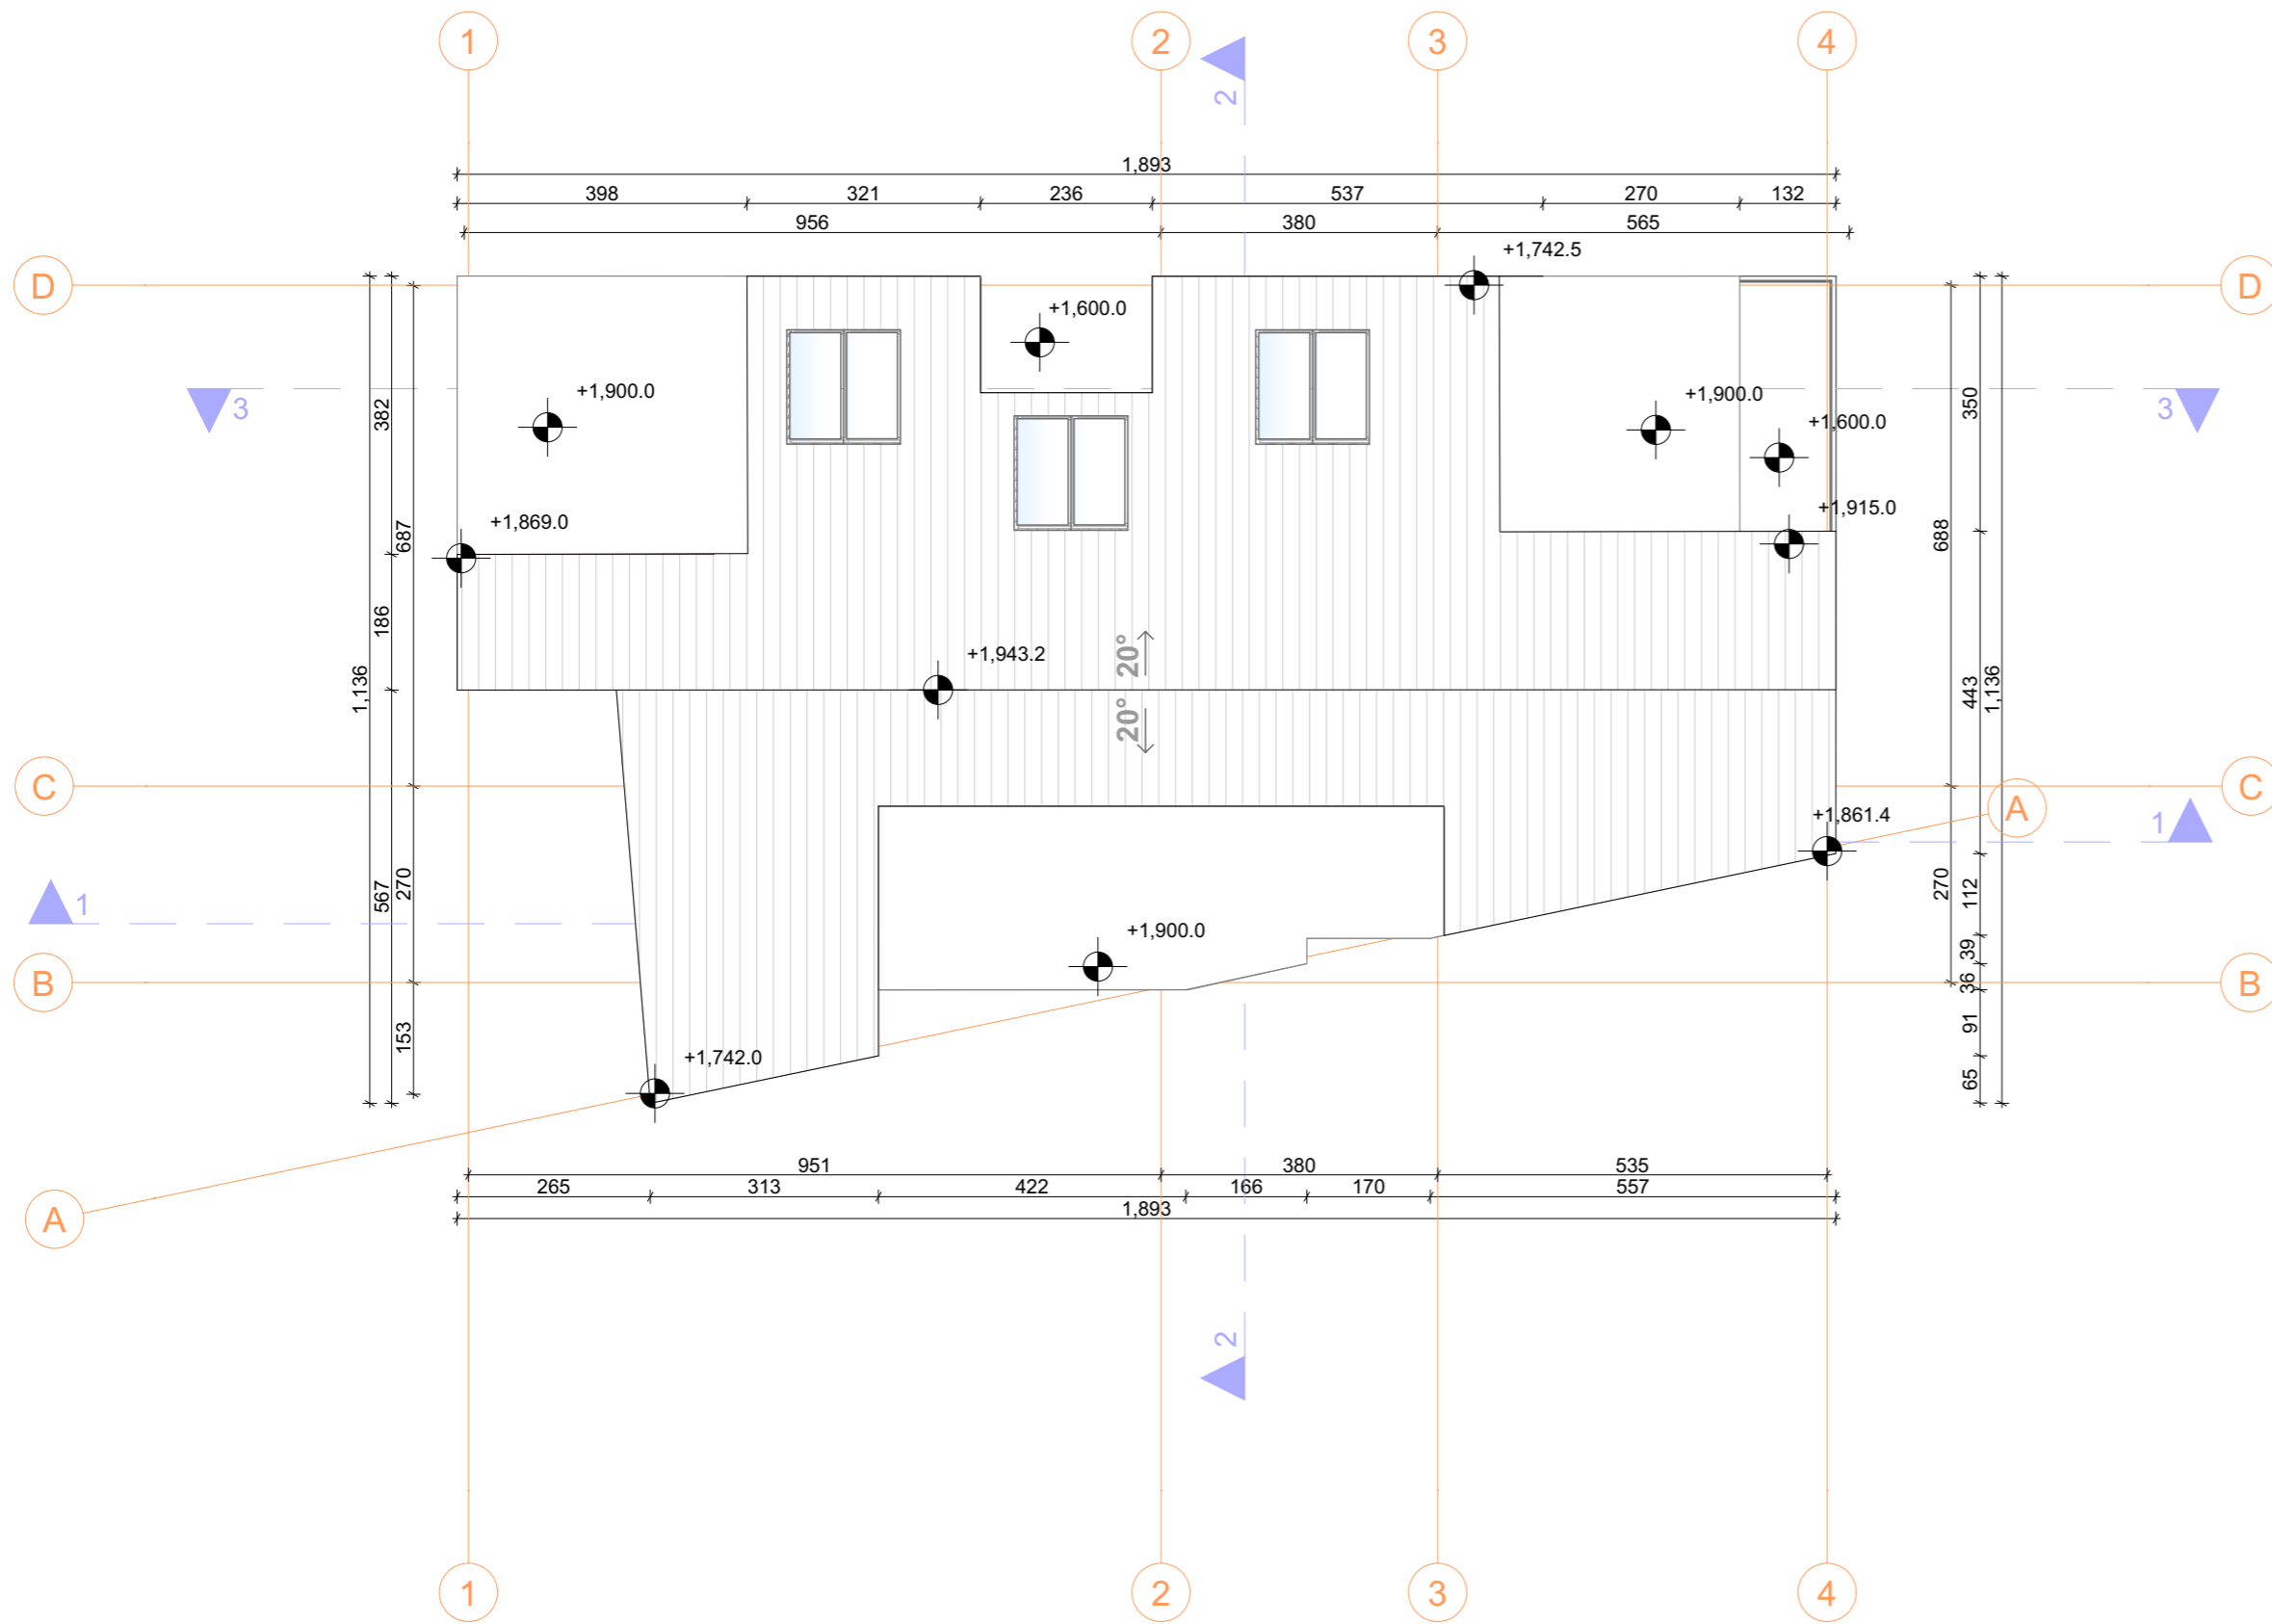 1 2 3 4
2
1,893
398 321 236 537 270 132
956 380 565
+1,742.5
D D
+1,600.0
+1,900.0 +1,900.0
3 3
+1,600.0
382 350
+1,869.0 +1,915.0
687 688
186
+1,943.2 20°
1,136 443 1,136
20°
C C
A
+1,861.4
1 1
567 270 270 112
+1,900.0
39
B B
36
153 91
+1,742.0
65
951 380 535
265 313 422 166 170 557
1,893
A
2
1 2 3 4